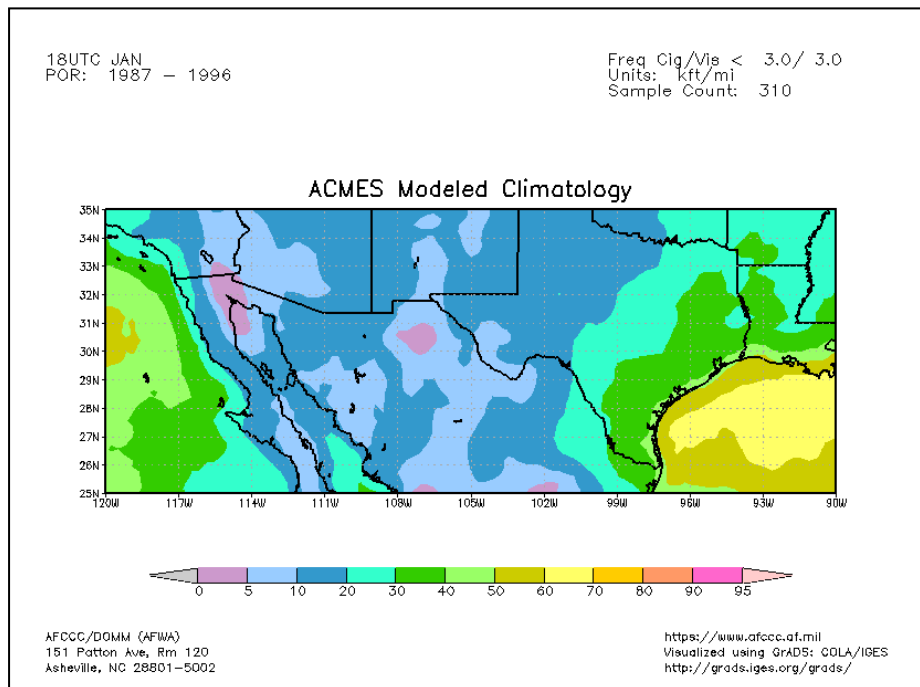 18UTC JAN
POR: 1987 – 1996
Freq Cig/Vis < 3.0/ 3.0
Units: kft/mi
Sample Count: 310
ACMES Modeled Climatology
35N
34N
33N
32N
31N
30N
29N
28N
27N
26N
25N
120W 117W 114W 111W 108W 105W 102W 99W 96W 93W 90W
0 5 10 20 30 40 50 60 70 80 90 95
AFCCC/DOMM (AFWA)
151 Patton Ave, Rm 120
Asheville, NC 28801–5002
https://www.afccc.af.mil
Visualized using GrADS: COLA/IGES
http://grads.iges.org/grads/